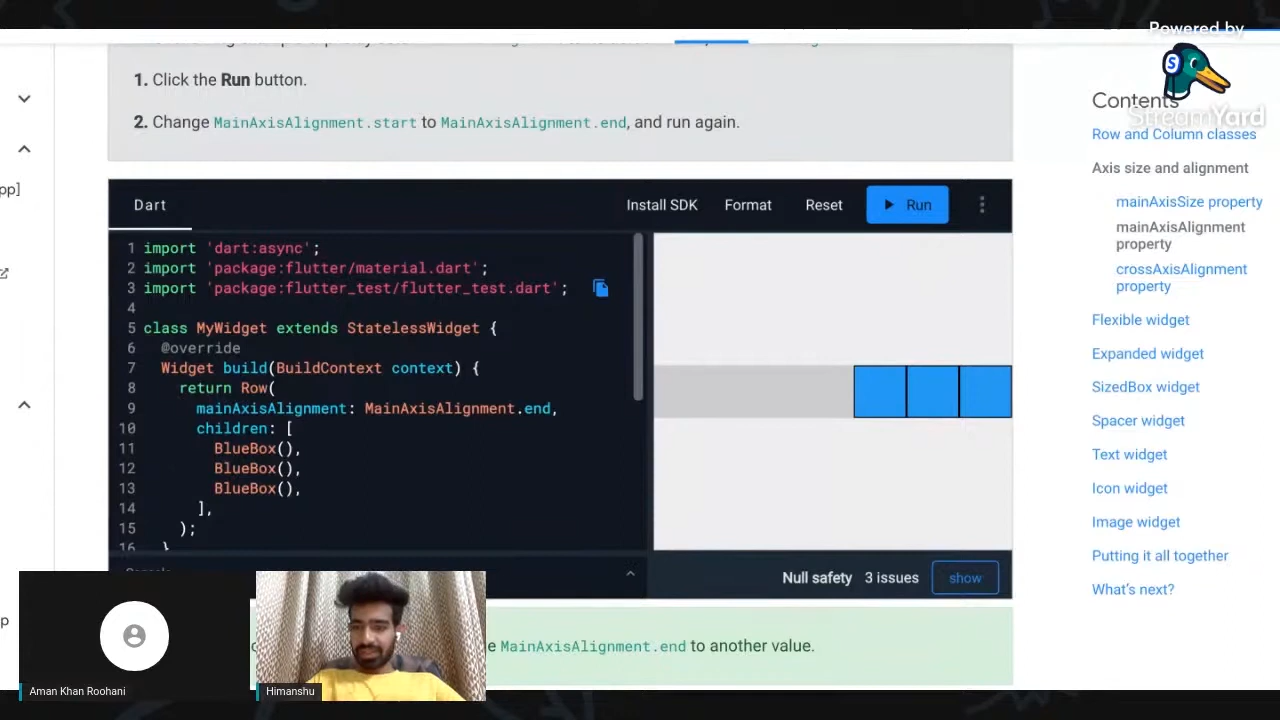 Powered by
StreamYard
1. Click the Run button.
2. Change MainAxisAlignment.start to MainAxisAlignment.end, and run again.
Contents
Row and Column classes
Axis size and alignment
mainAxisSize property
mainAxisAlignment
property
crossAxisAlignment
property
Flexible widget
Expanded widget
SizedBox widget
Spacer widget
Text widget
Icon widget
Image widget
Putting it all together
What's next?
pp]
Dart
Install SDK
Format
Reset
Run
1 import 'dart:async';
2 import 'package:flutter/material.dart';
3 import 'package:flutter_test/flutter_test.dart';
4
5 class MyWidget extends StatelessWidget {
6 @override
7 Widget build(BuildContext context) {
8 return Row(
9 mainAxisAlignment: MainAxisAlignment.end,
10 children: [
11 BlueBox(),
12 BlueBox(),
13 BlueBox(),
14 ],
15 );
16 }
Null safety 3 issues show
p
e MainAxisAlignment.end to another value.
Aman Khan Roohani
Himanshu